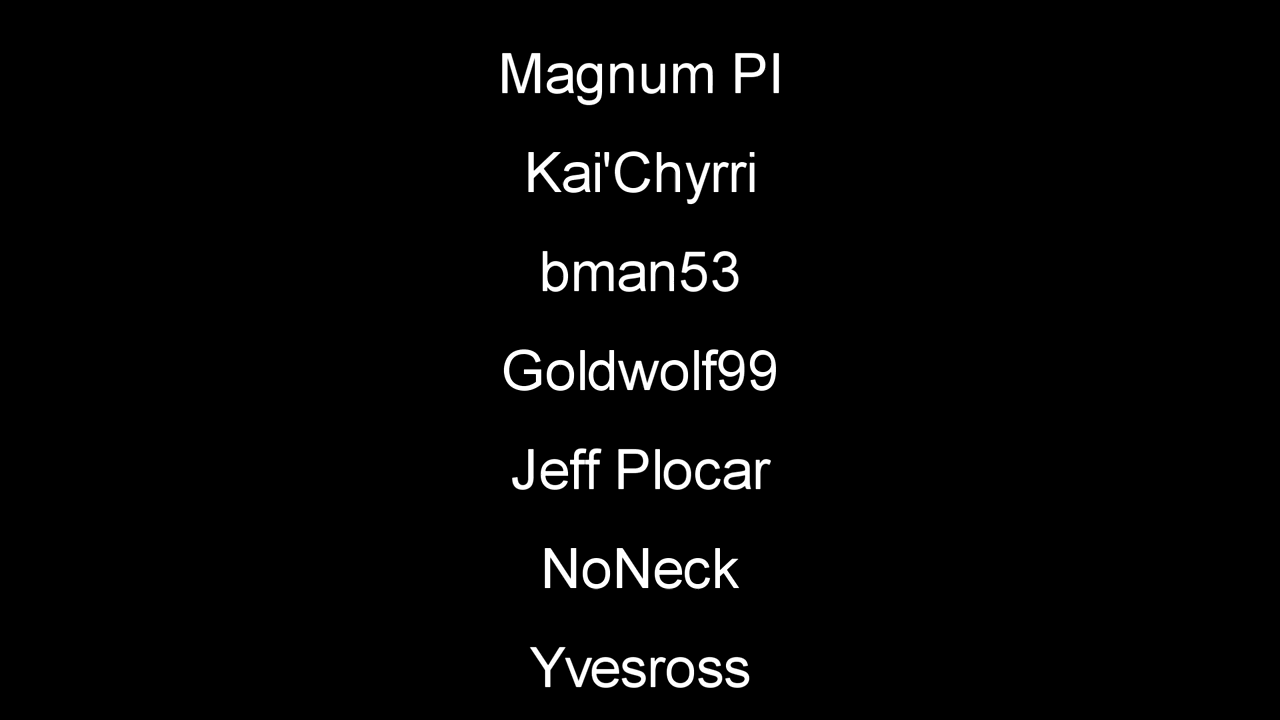 Magnum PI
Kai'Chyrri
bman53
Goldwolf99
Jeff Plocar
NoNeck
Yvesross